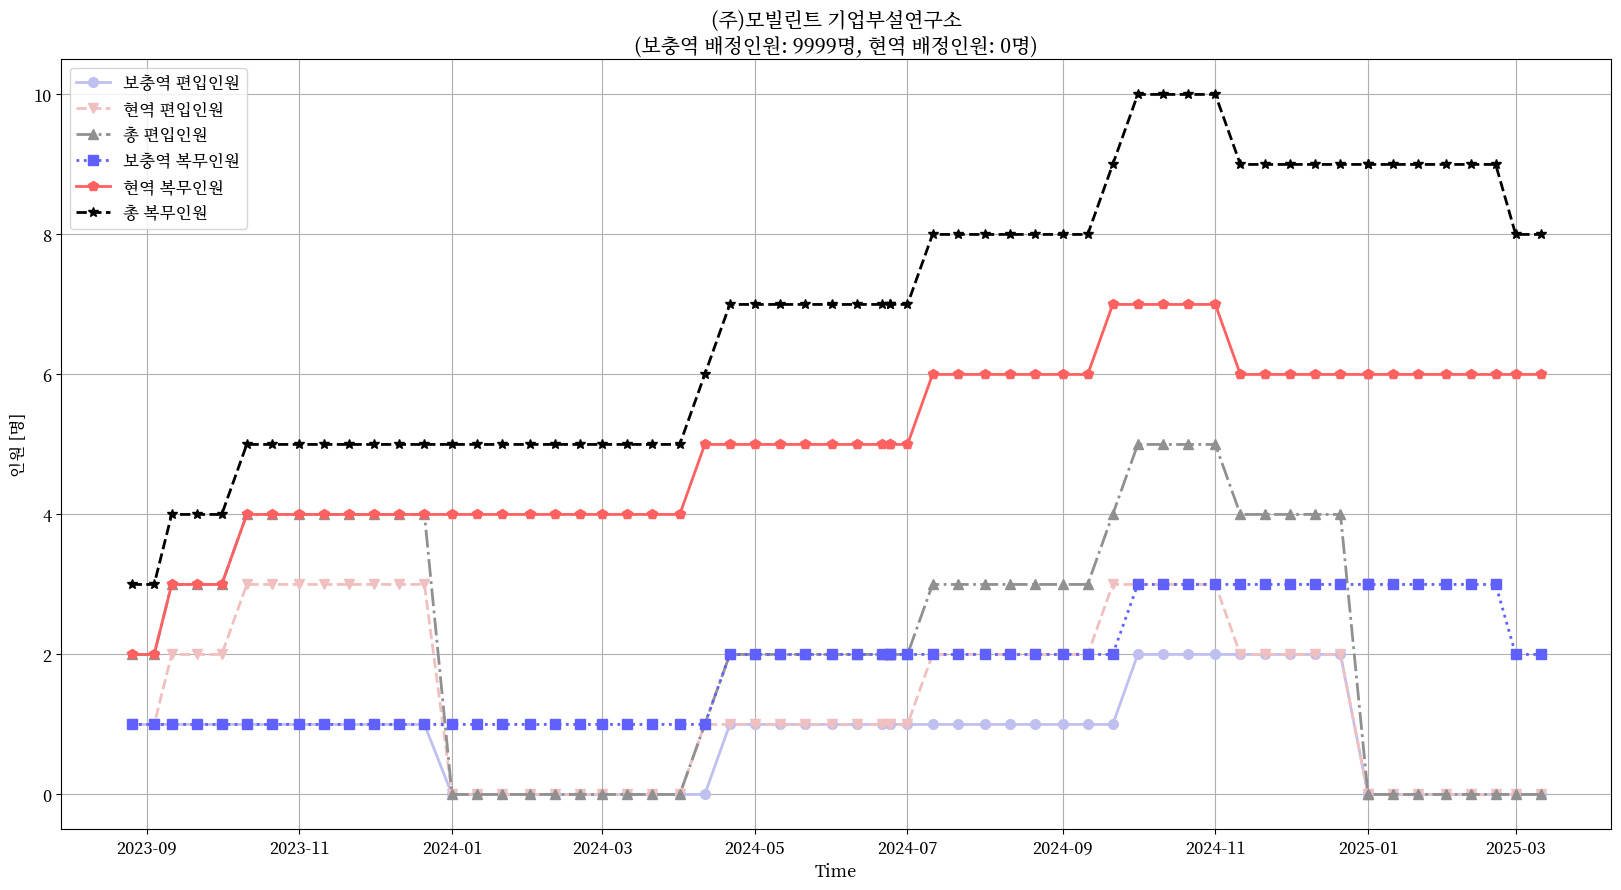 (주)모빌린트 기업부설연구소
(보충역 배정인원: 9999명, 현역 배정인원: 0명)
보충역 편입인원
현역 편입인원
총 편입인원
보충역 복무인원
현역 복무인원
총 복무인원
인원 [명]
10
8
6
4
2
0
2023-09 2023-11 2024-01 2024-03 2024-05 2024-07 2024-09 2024-11 2025-01 2025-03
Time